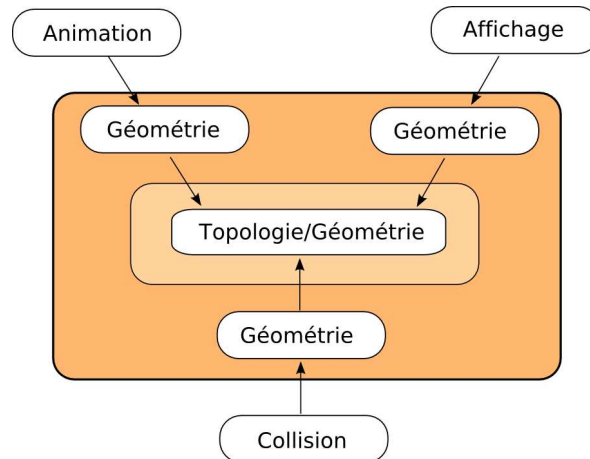 Animation
Affichage
Géométrie
Géométrie
Topologie/Géométrie
Géométrie
Collision